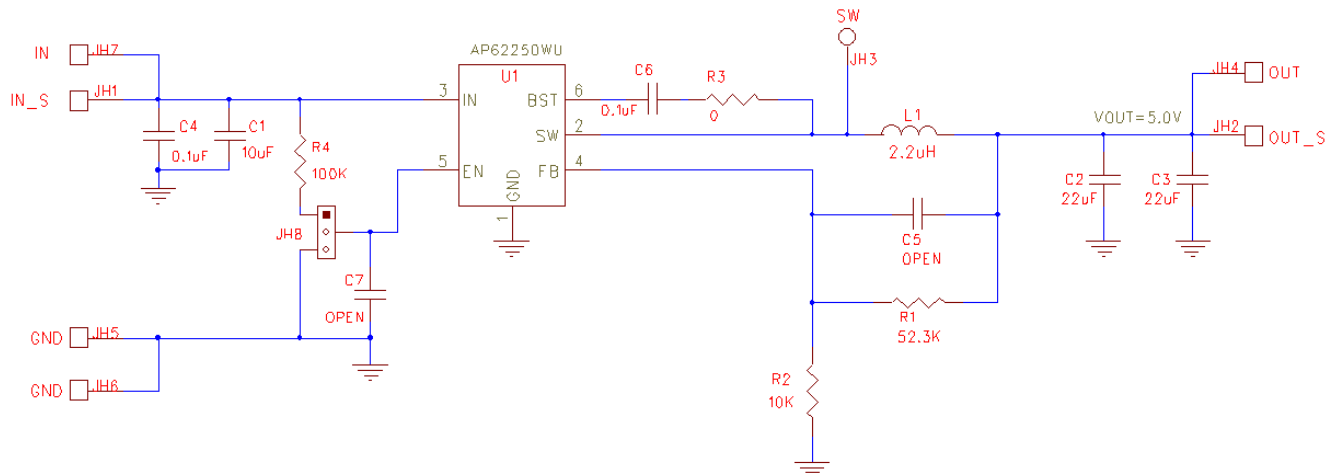 SW
IN
JH7
AP62250WU
JH3
JH4
OUT
U1
C6
R3
IN_S
JH1
3
IN
BST
6
0.1uF
0
L1
VOUT=5.0V
JH2
OUT_S
C4
C1
0.1uF
10uF
SW
2
2.2uH
R4
100K
5
EN
FB
4
GND
1
C2
22uF
C3
22uF
JH8
C5
OPEN
C7
OPEN
R1
52.3K
GND
JH5
GND
JH6
R2
10K